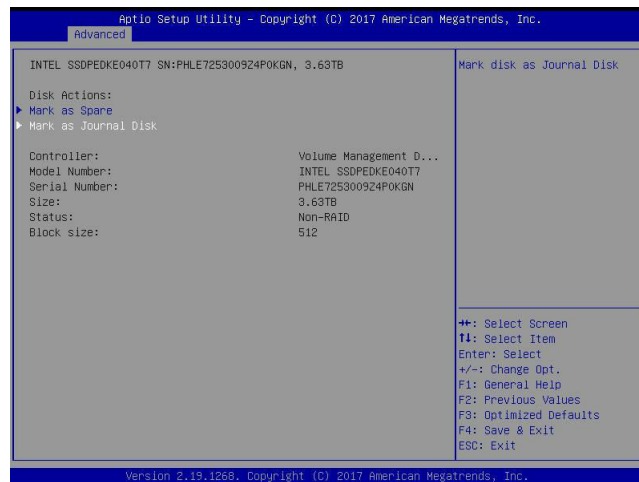 Aptio Setup Utility – Copyright (C) 2017 American Megatrends, Inc.
Advanced
INTEL SSDPEDKE040T7 SN:PHLE7253009Z4P0KGN, 3.63TB
Mark disk as Journal Disk
Disk Actions:
Mark as Spare
Mark as Journal Disk
Controller: Volume Management D...
Model Number: INTEL SSDPEDKE040T7
Serial Number: PHLE7253009Z4P0KGN
Size: 3.63TB
Status: Non-RAID
Block size: 512
→←: Select Screen
↑↓: Select Item
Enter: Select
+/-: Change Opt.
F1: General Help
F2: Previous Values
F3: Optimized Defaults
F4: Save & Exit
ESC: Exit
Version 2.19.1268. Copyright (C) 2017 American Megatrends, Inc.